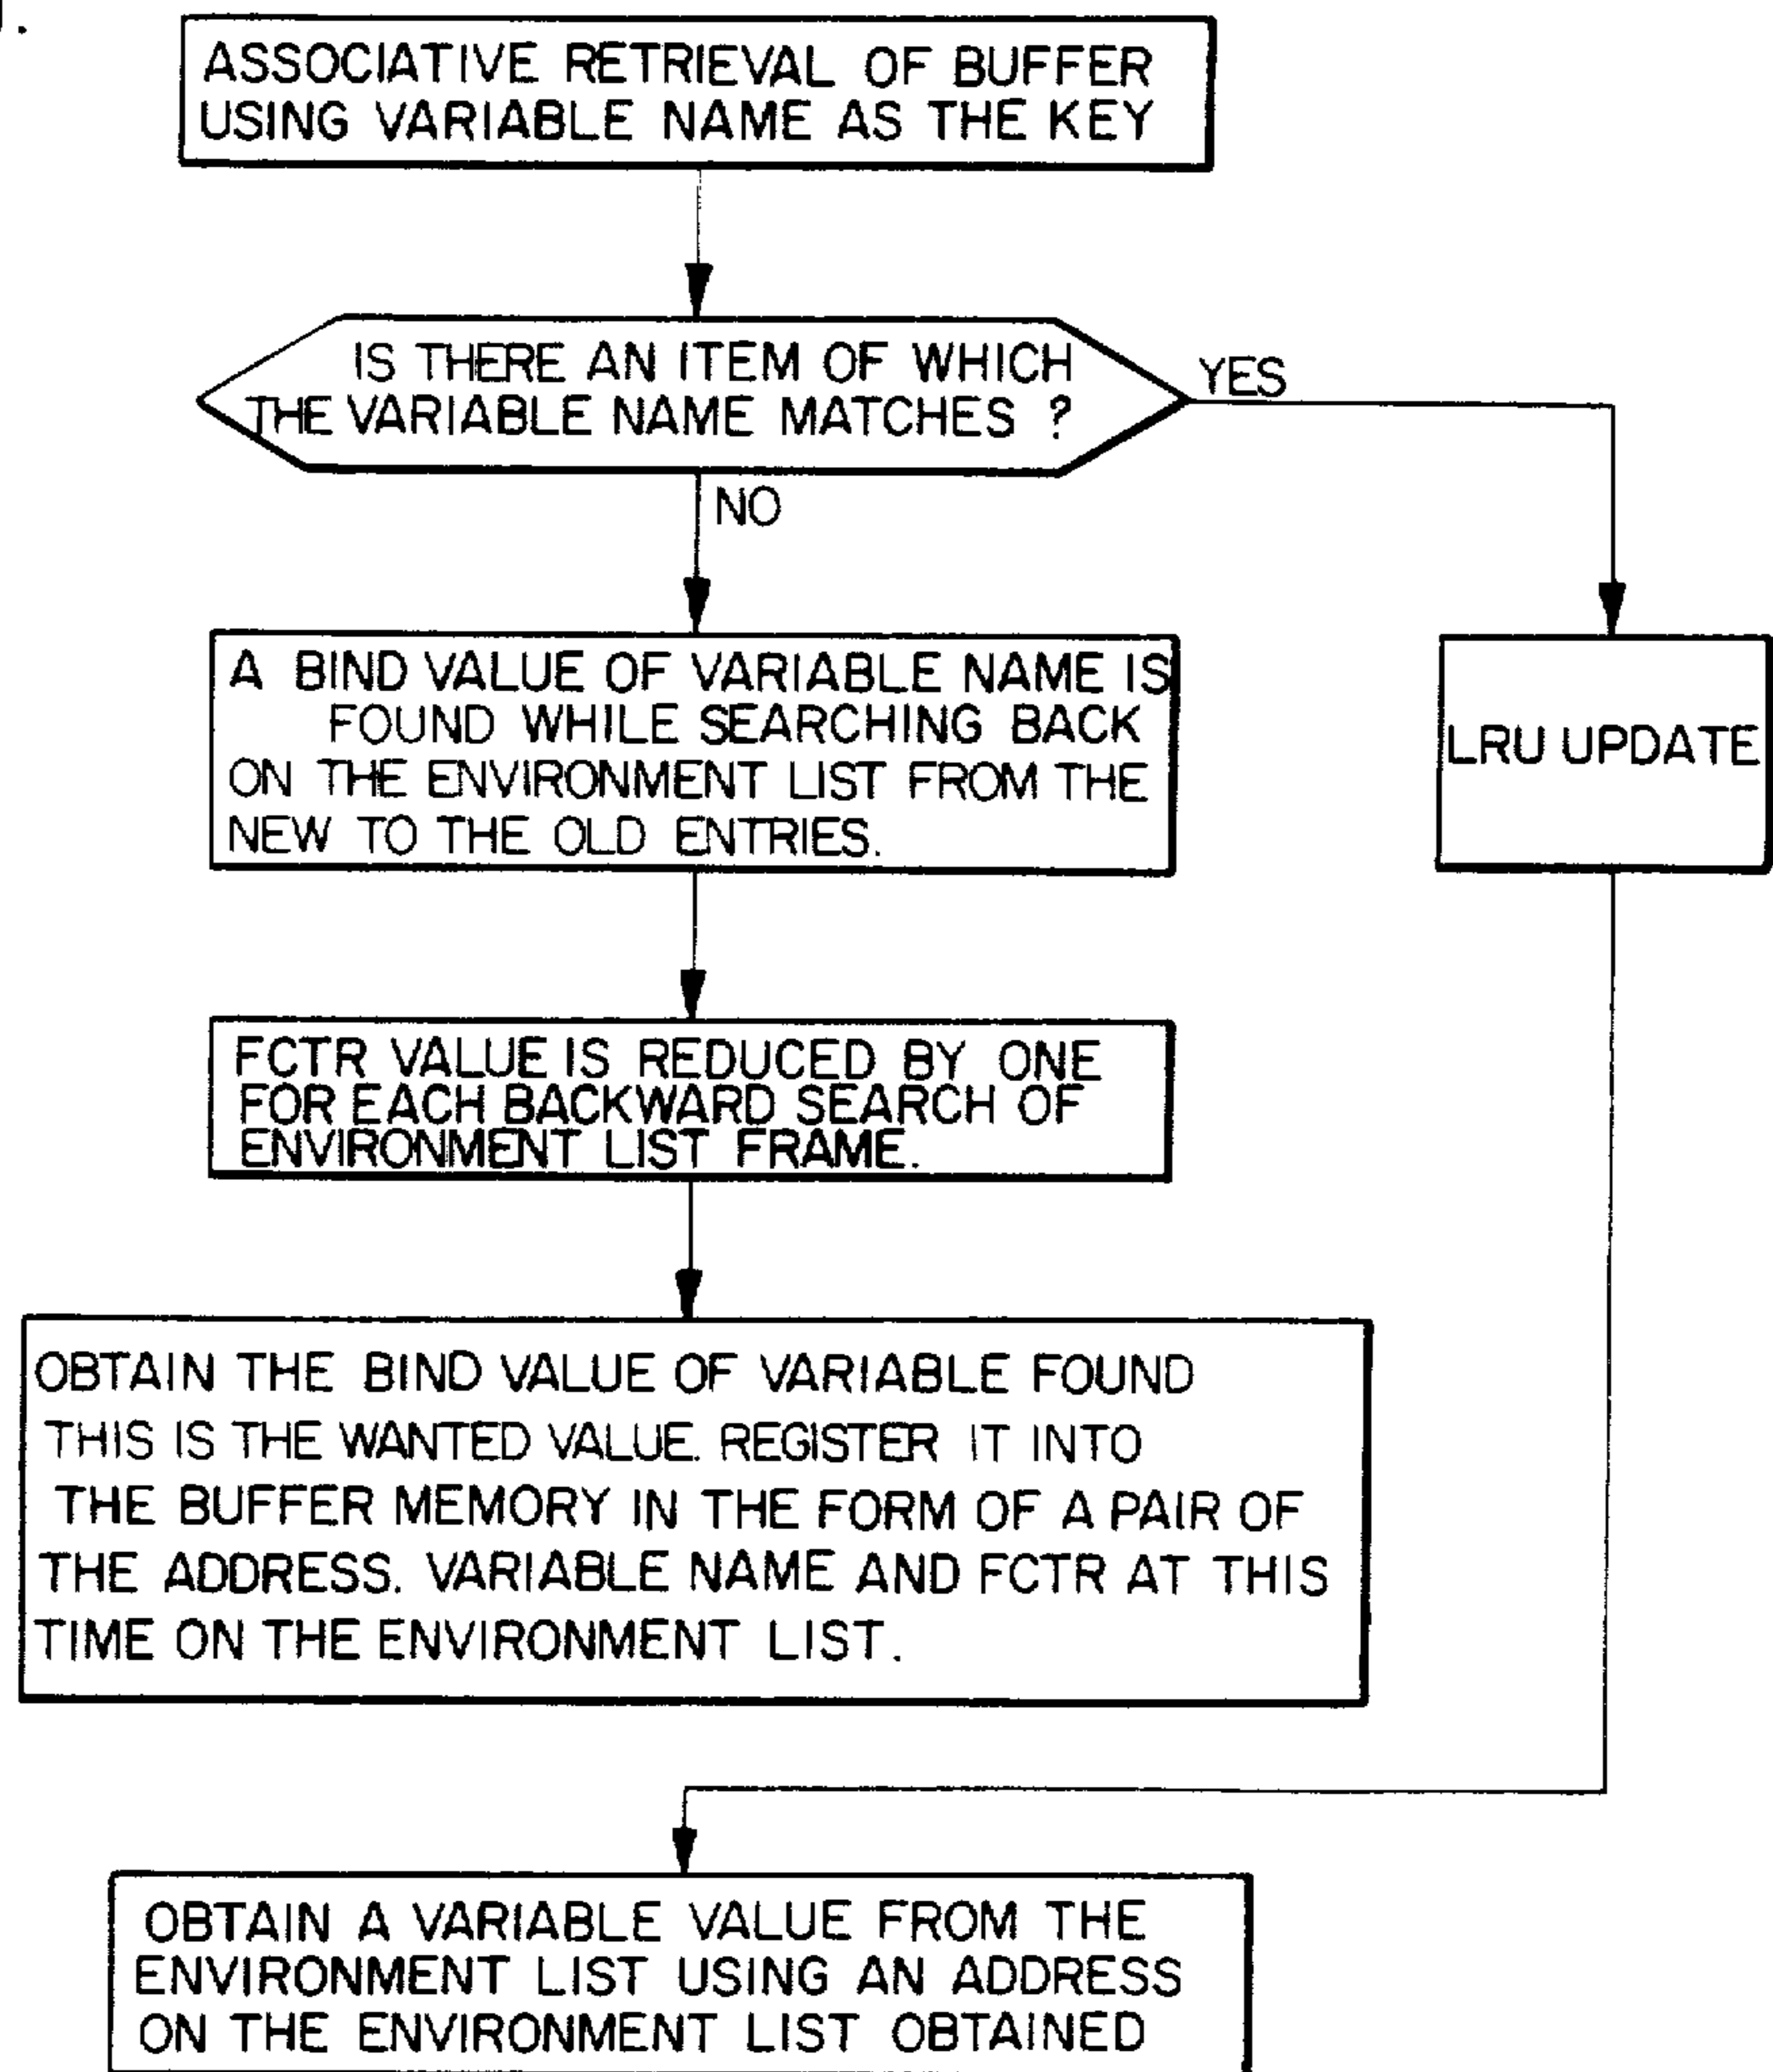 ASSOCIATIVE RETRIEVAL OF BUFFER
USING VARIABLE NAME AS THE KEY
IS THERE AN ITEM OF WHICH
THE VARIABLE NAME MATCHES ?
YES
NO
A BIND VALUE OF VARIABLE NAME IS
FOUND WHILE SEARCHING BACK
ON THE ENVIRONMENT LIST FROM THE
NEW TO THE OLD ENTRIES.
LRU UPDATE
FCTR VALUE IS REDUCED BY ONE
FOR EACH BACKWARD SEARCH OF
ENVIRONMENT LIST FRAME.
OBTAIN THE BIND VALUE OF VARIABLE FOUND
THIS IS THE WANTED VALUE. REGISTER IT INTO
THE BUFFER MEMORY IN THE FORM OF A PAIR OF
THE ADDRESS. VARIABLE NAME AND FCTR AT THIS
TIME ON THE ENVIRONMENT LIST.
OBTAIN A VARIABLE VALUE FROM THE
ENVIRONMENT LIST USING AN ADDRESS
ON THE ENVIRONMENT LIST OBTAINED